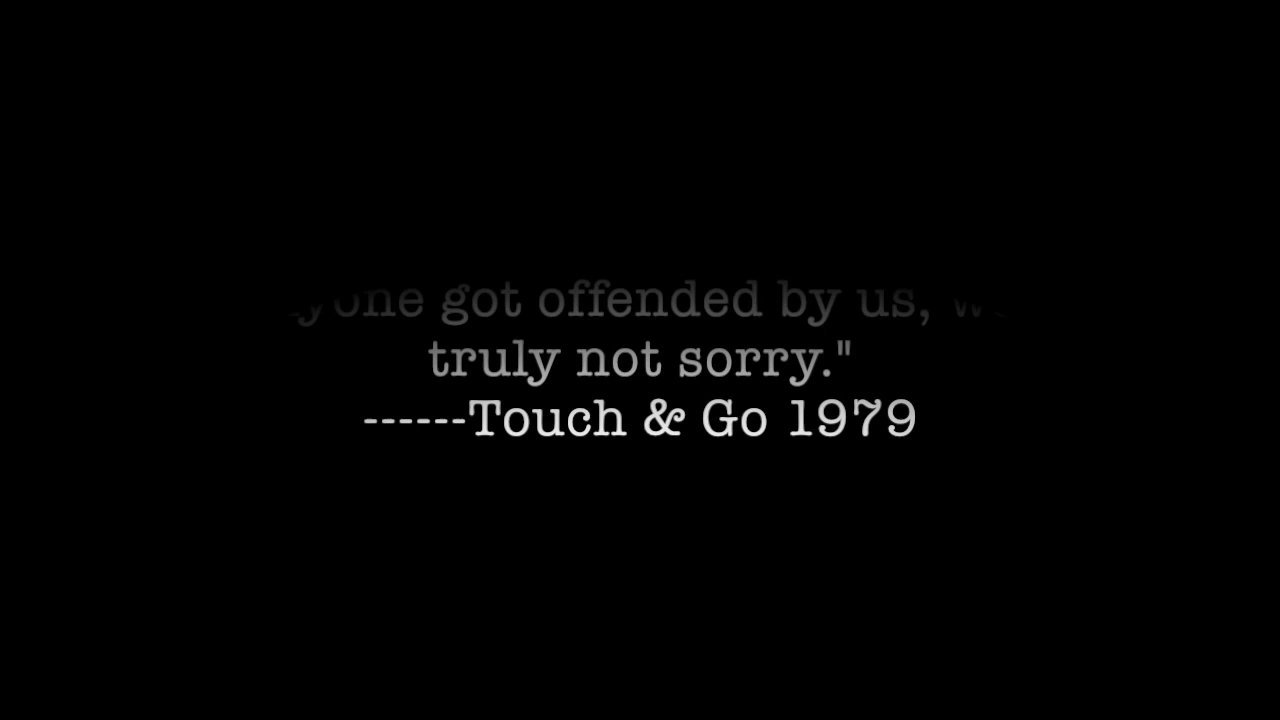 got offended by us,
truly not sorry."
------Touch & Go 1979